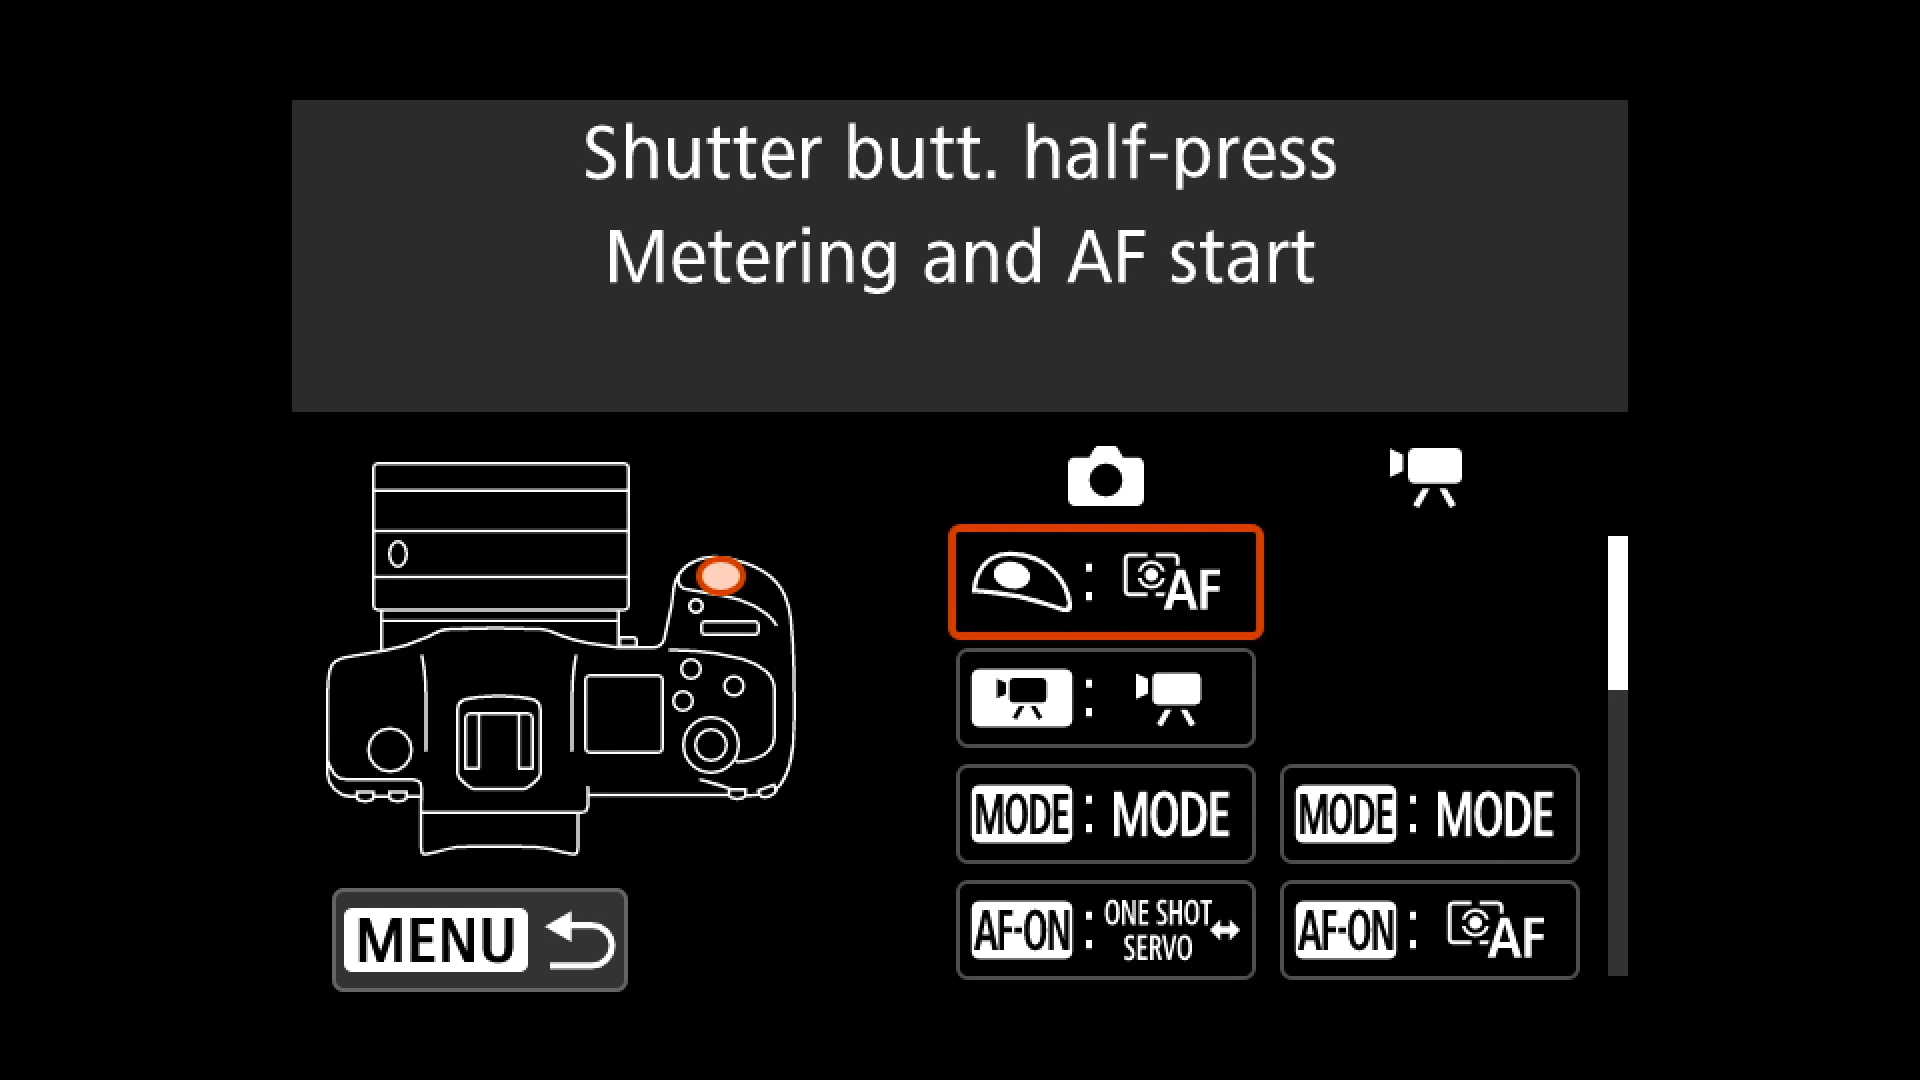 Shutter butt. half-press
Metering and AF start
: AF
:
MODE : MODE
MODE : MODE
AF-ON : ONE SHOT
SERVO
AF-ON : AF
MENU